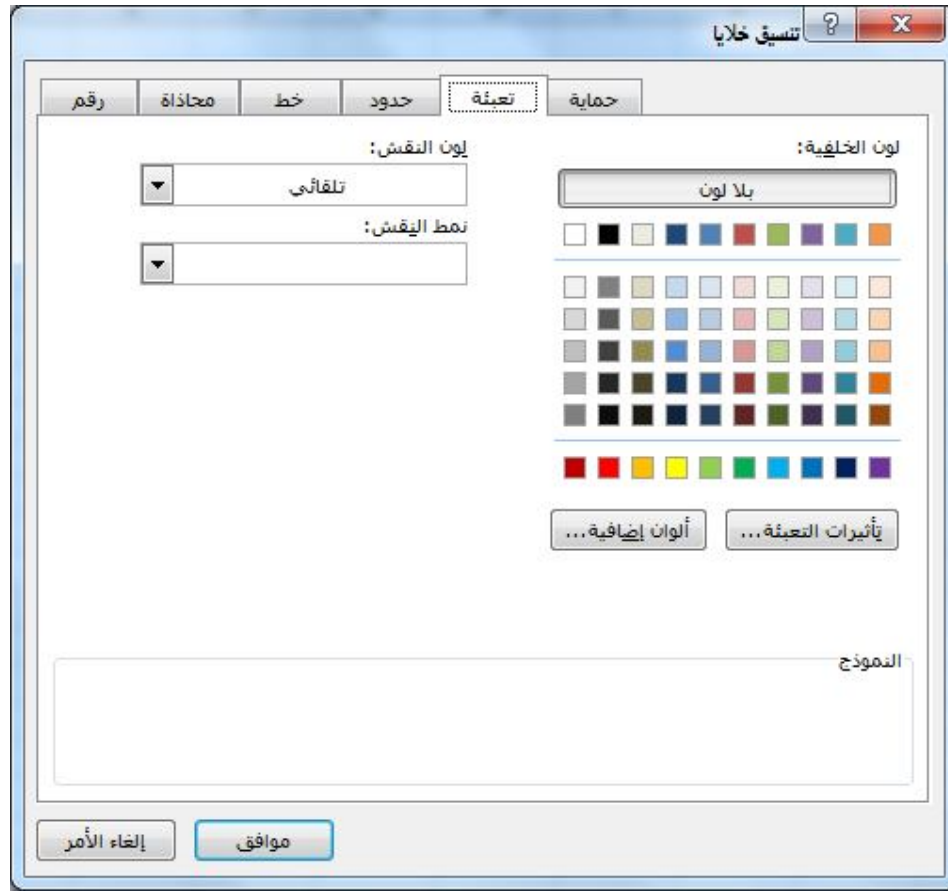 تنسيق خلايا
رقم
محاذاة
خط
حدود
تعبئة
حماية
لون الخلفية:
بلا لون
لون النقش:
تلقائي
نمط النقش:
تأثيرات التعبئة...
ألوان إضافية...
النموذج
موافق
إلغاء الأمر